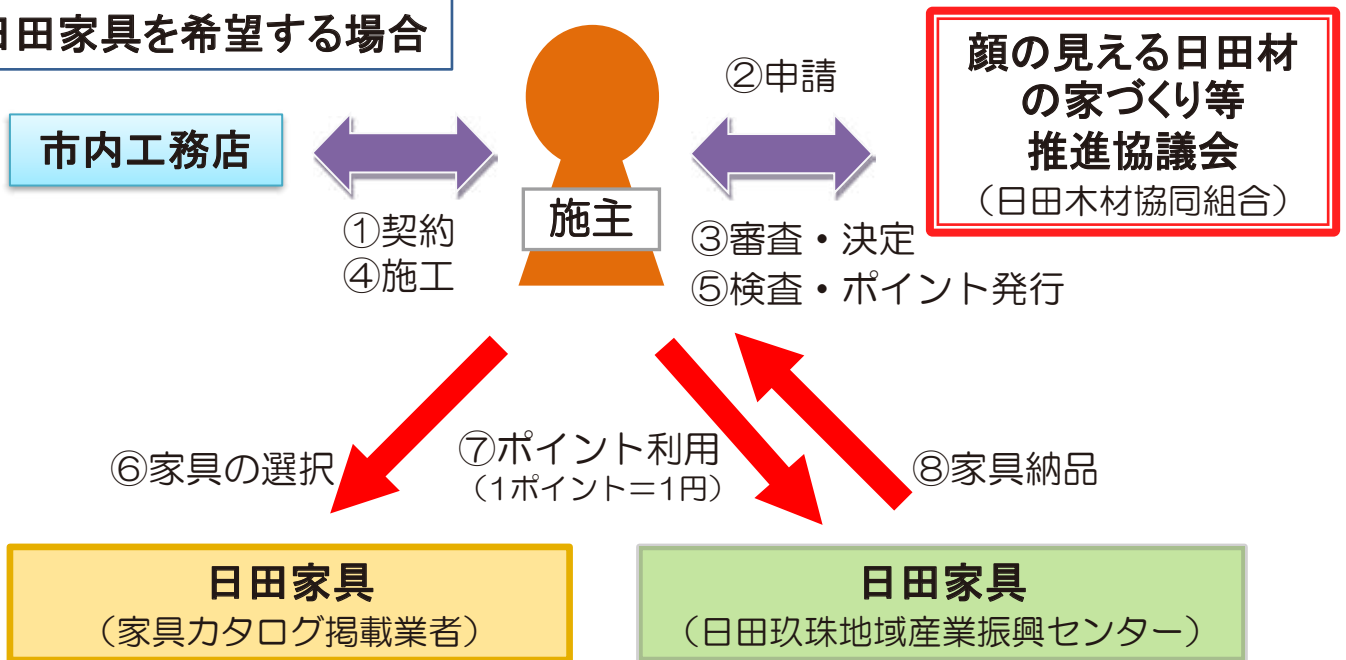 日田家具を希望する場合
市内工務店
①契約
④施工
施主
②申請
③審査・決定
⑤検査・ポイント発行
顔の見える日田材
の家づくり等
推進協議会
（日田木材協同組合）
⑥家具の選択
⑦ポイント利用
（1ポイント＝1円）
⑧家具納品
日田家具
（家具カタログ掲載業者）
日田家具
（日田玖珠地域産業振興センター）